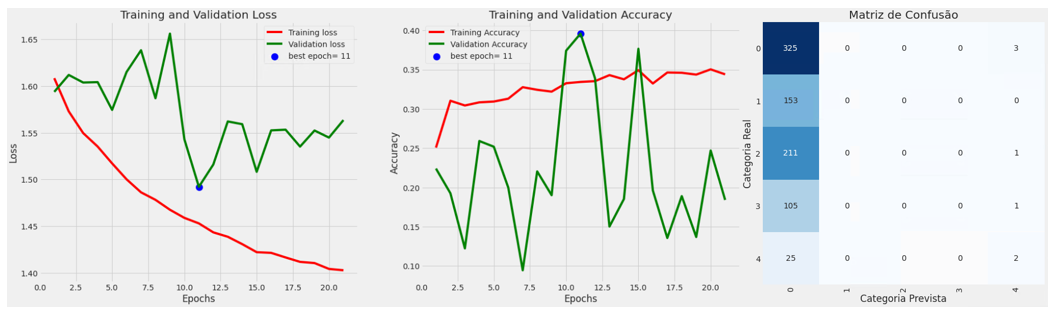 Training and Validation Loss
Training loss
Validation loss
best epoch= 11
1.65
1.60
1.55
1.50
1.45
1.40
Loss
0.0 2.5 5.0 7.5 10.0 12.5 15.0 17.5 20.0
Epochs
Training and Validation Accuracy
Training Accuracy
Validation Accuracy
best epoch= 11
0.40
0.35
0.30
0.25
0.20
0.15
0.10
Accuracy
0.0 2.5 5.0 7.5 10.0 12.5 15.0 17.5 20.0
Epochs
Matriz de Confusão
Categoria Real
0 325 0 0 0 3
1 153 0 0 0 0
2 211 0 0 0 1
3 105 0 0 0 1
4 25 0 0 0 2
0 1 2 3 4
Categoria Prevista